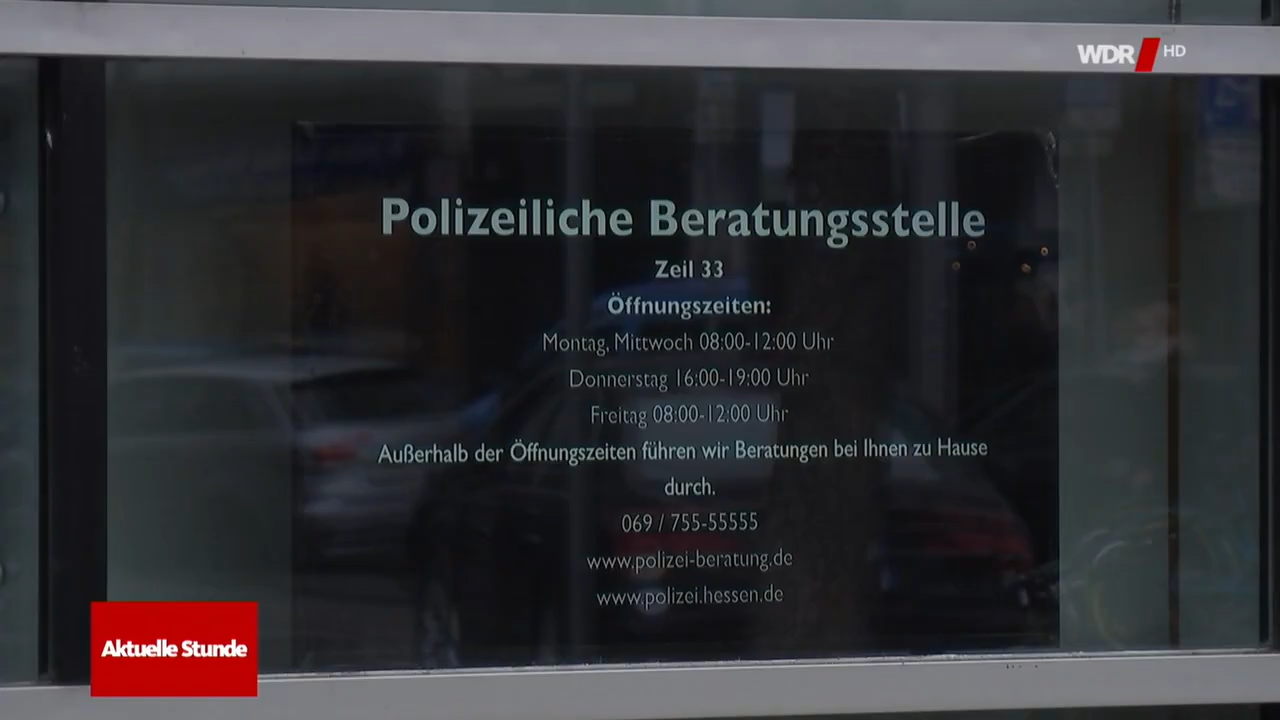 WDR HD
Polizeiliche Beratungsstelle
Zeil 33
Öffnungszeiten:
Montag, Mittwoch 08:00-12:00 Uhr
Donnerstag 16:00-19:00 Uhr
Freitag 08:00-12:00 Uhr
Außerhalb der Öffnungszeiten führen wir Beratungen bei Ihnen zu Hause
durch.
069 / 755-55555
www.polizei-beratung.de
www.polizei.hessen.de
Aktuelle Stunde